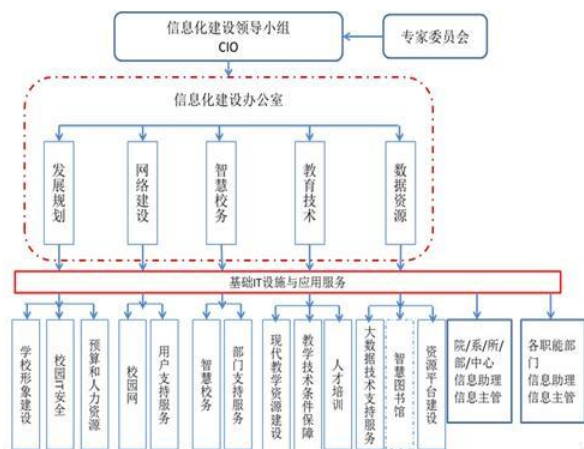 信息化建设领导小组
CIO
专家委员会
信息化建设办公室
发展规划
网络建设
智慧校务
教育技术
数据资源
基础IT设施与应用服务
学校形象建设
校园IT安全
预算和人力资源
校园网
用户支持服务
智慧校务
部门支持服务
现代教学资源建设
教学技术条件保障
人才培训
大数据技术支持服务
智慧图书馆
资源平台建设
院/系/所/
部/中心
信息助理
信息主管
各职能部
门
信息助理
信息主管